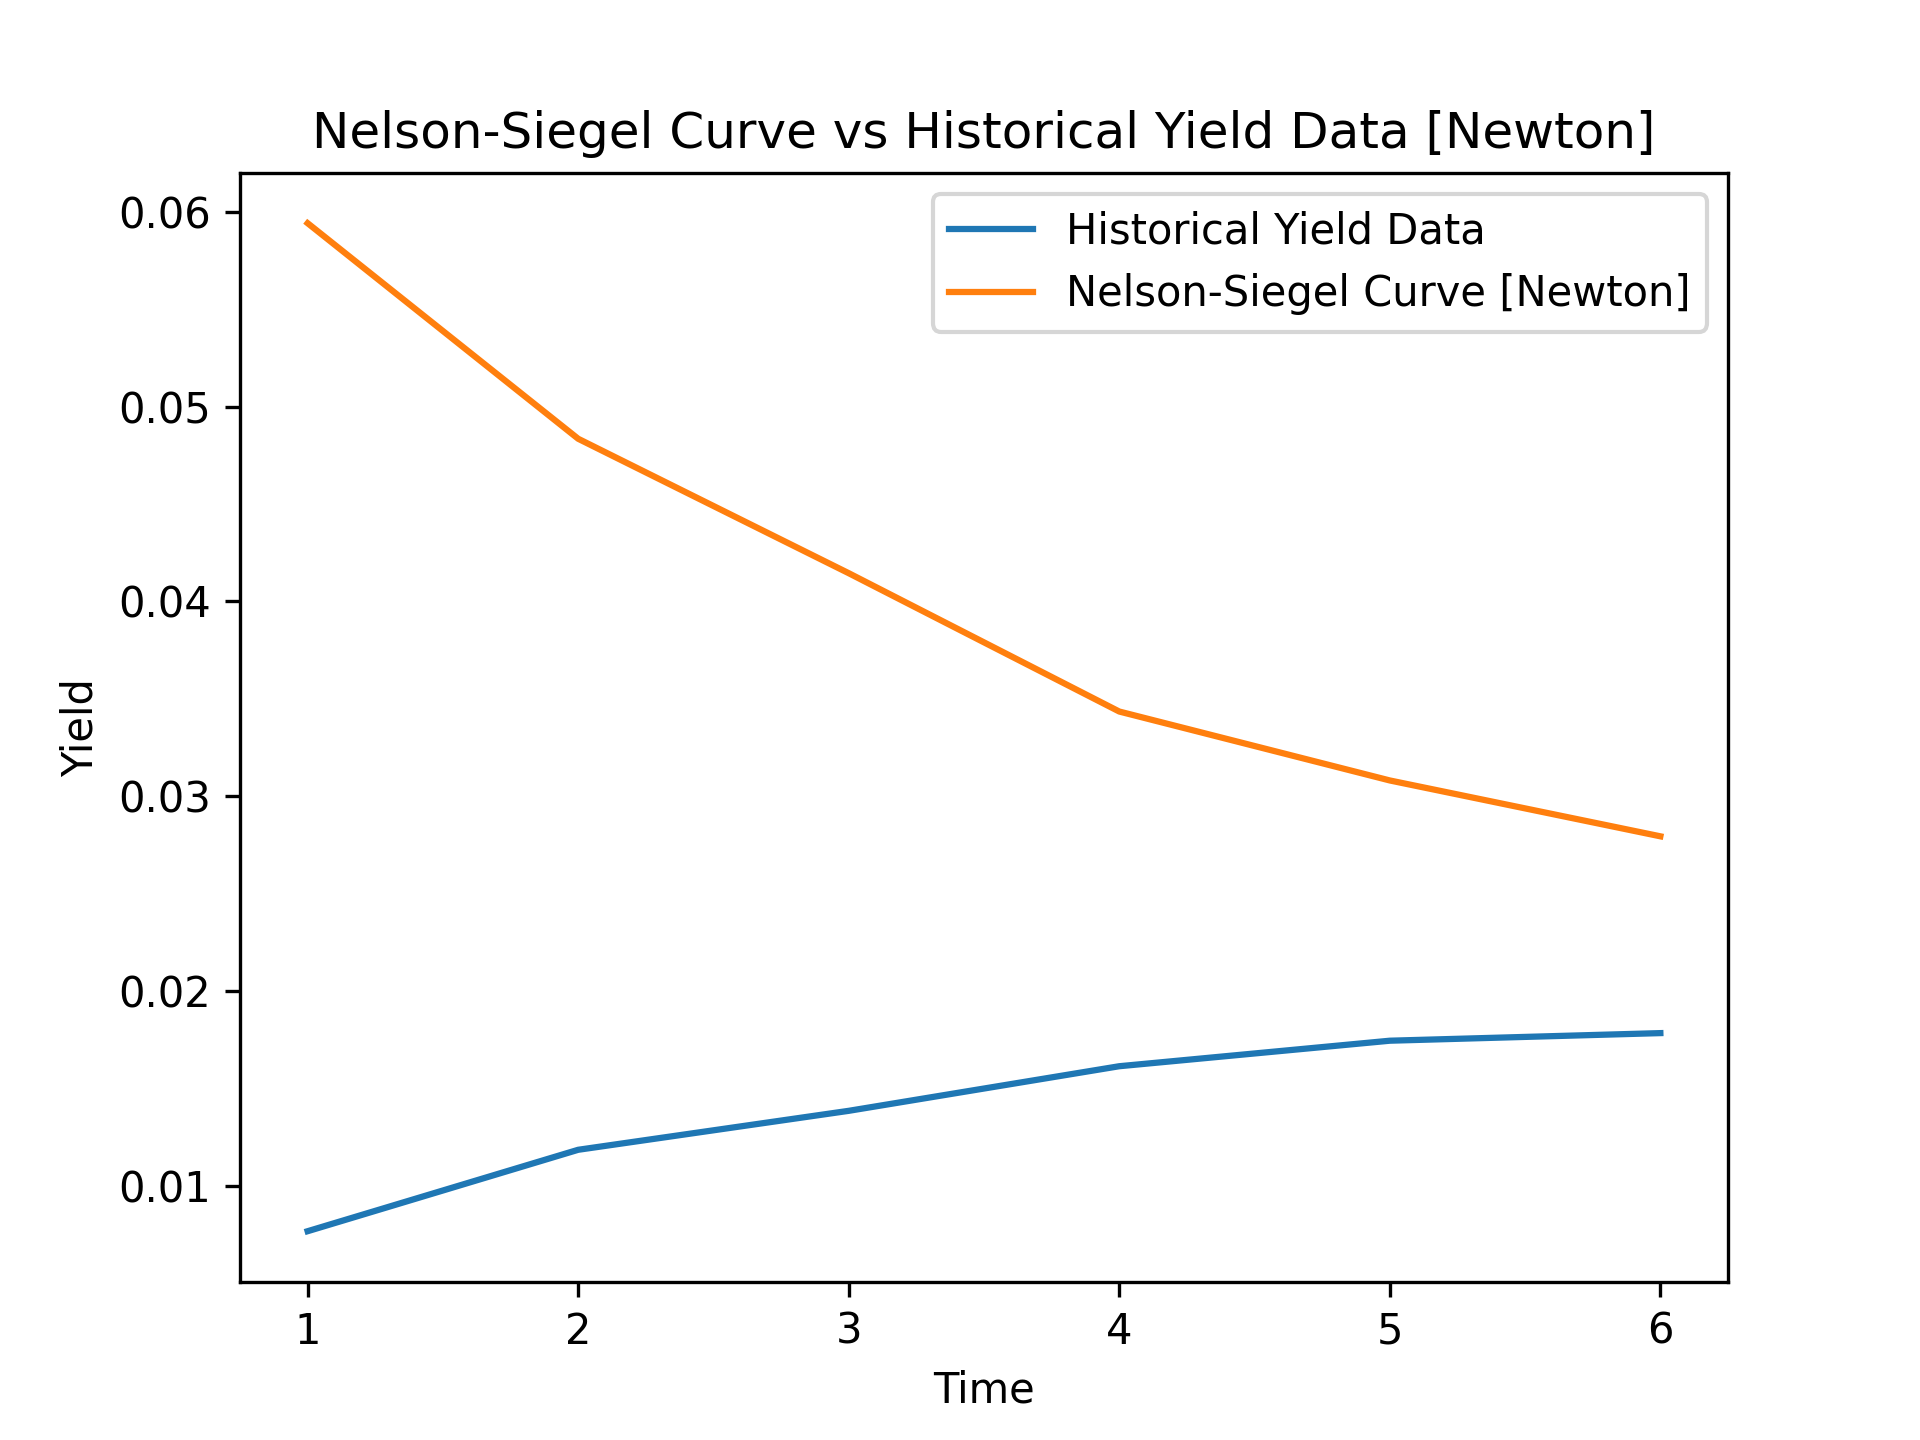 Nelson-Siegel Curve vs Historical Yield Data [Newton]
Historical Yield Data
Nelson-Siegel Curve [Newton]
0.06
0.05
0.04
0.03
0.02
0.01
Yield
1 2 3 4 5 6
Time